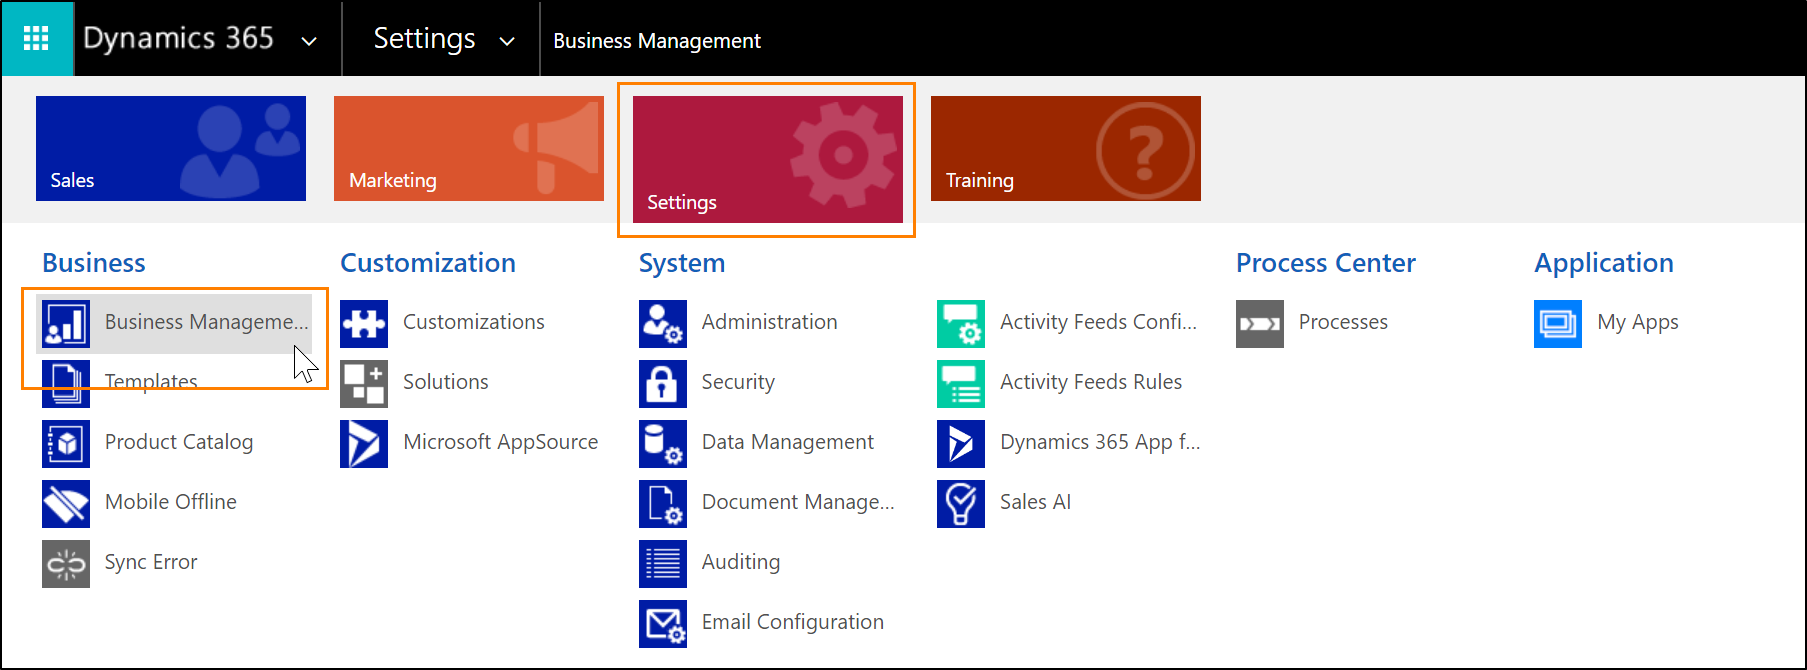 Dynamics 365
Settings
Business Management
Sales
Marketing
Settings
Training
?
Business
Business Manageme...
Templates
Product Catalog
Mobile Offline
Sync Error
Customization
Customizations
Solutions
Microsoft AppSource
System
Administration
Security
Data Management
Document Manage...
Auditing
Email Configuration
Activity Feeds Confi...
Activity Feeds Rules
Dynamics 365 App f...
Sales AI
Process Center
Processes
Application
My Apps